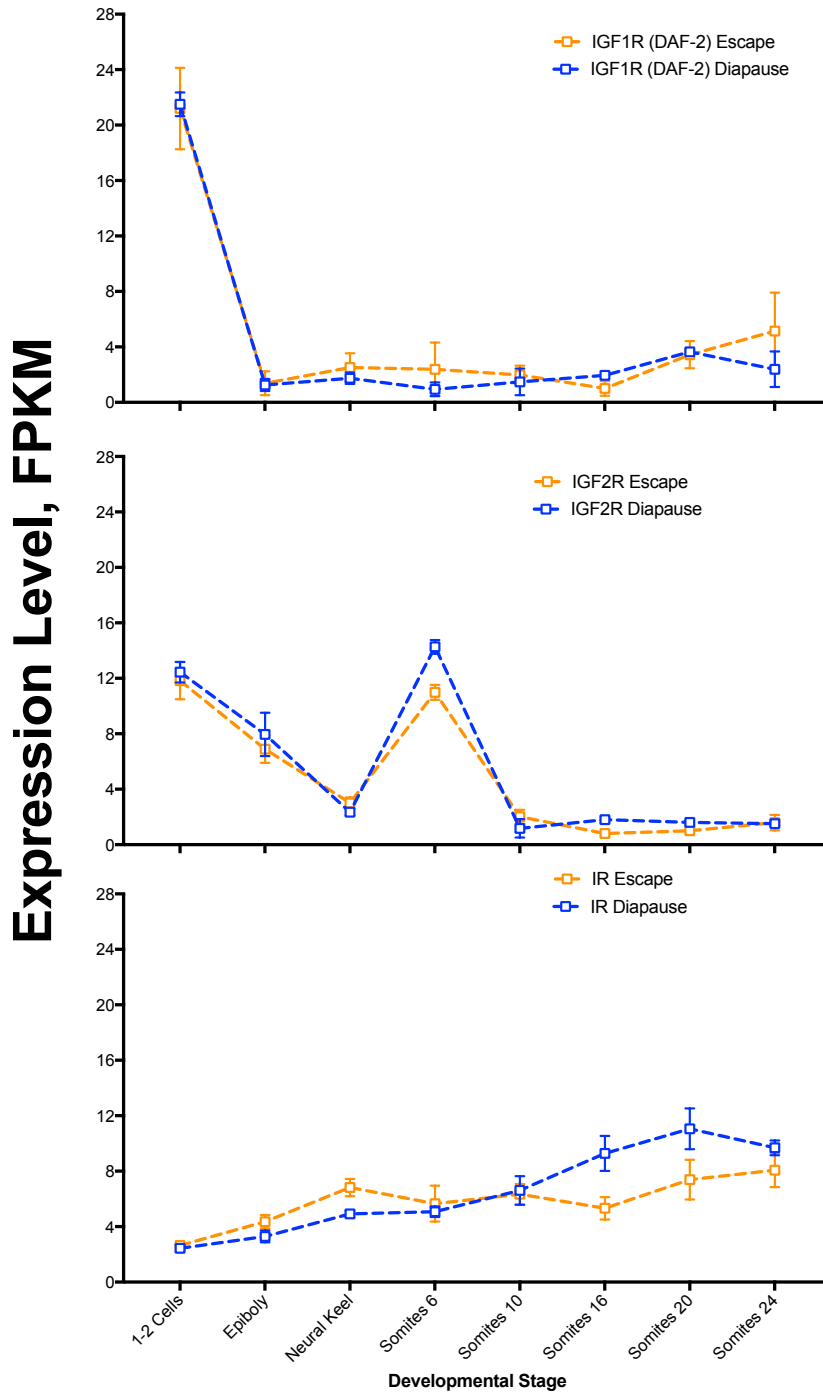 Expression Level, FPKM
28
24
20
16
12
8
4
0
IGF1R (DAF-2) Escape
IGF1R (DAF-2) Diapause
28
24
20
16
12
8
4
0
IGF2R Escape
IGF2R Diapause
28
24
20
16
12
8
4
0
IR Escape
IR Diapause
1-2 Cells
Epiboly
Neural Keel
Somites 6
Somites 10
Somites 16
Somites 20
Somites 24
Developmental Stage